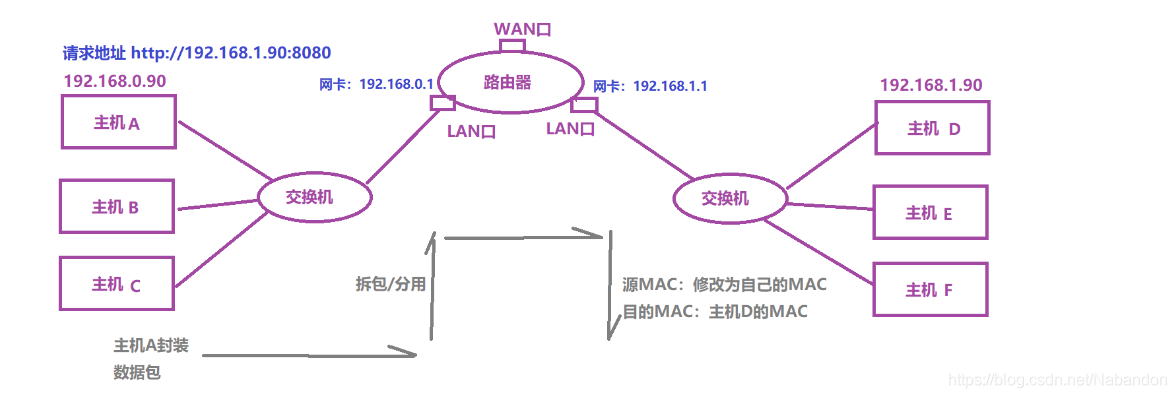 WAN口
请求地址 http://192.168.1.90:8080
192.168.0.90
网卡：192.168.0.1
路由器
网卡：192.168.1.1
192.168.1.90
主机 A
LAN口
LAN口
主机 D
主机 B
交换机
交换机
主机 E
主机 C
主机 F
拆包/分用
源MAC：修改为自己的MAC
目的MAC：主机D的MAC
主机A封装
数据包
https://blog.csdn.net/Nabandon